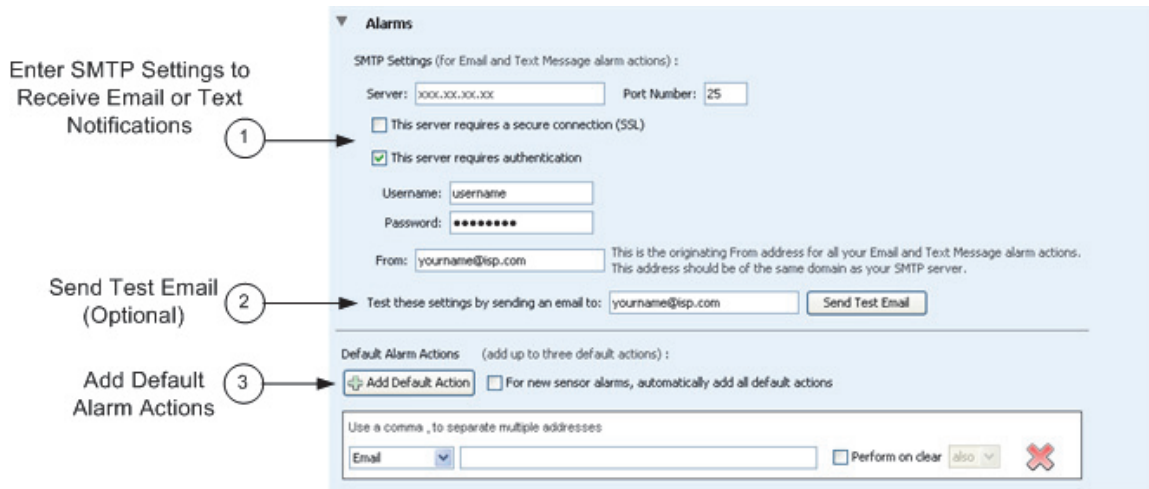 Alarms
SMTP Settings (for Email and Text Message alarm actions) :
Enter SMTP Settings to
Receive Email or Text
Notifications
1
Server: xxx.xx.xx.xx Port Number: 25
This server requires a secure connection (SSL)
This server requires authentication
Username: username
Password: ●●●●●●●●
From: yourname@isp.com
This is the originating From address for all your Email and Text Message alarm actions.
This address should be of the same domain as your SMTP server.
Send Test Email
(Optional)
2
Test these settings by sending an email to: yourname@isp.com Send Test Email
Default Alarm Actions (add up to three default actions) :
Add Default
Alarm Actions
3
Add Default Action For new sensor alarms, automatically add all default actions
Use a comma , to separate multiple addresses
Email Perform on clear also